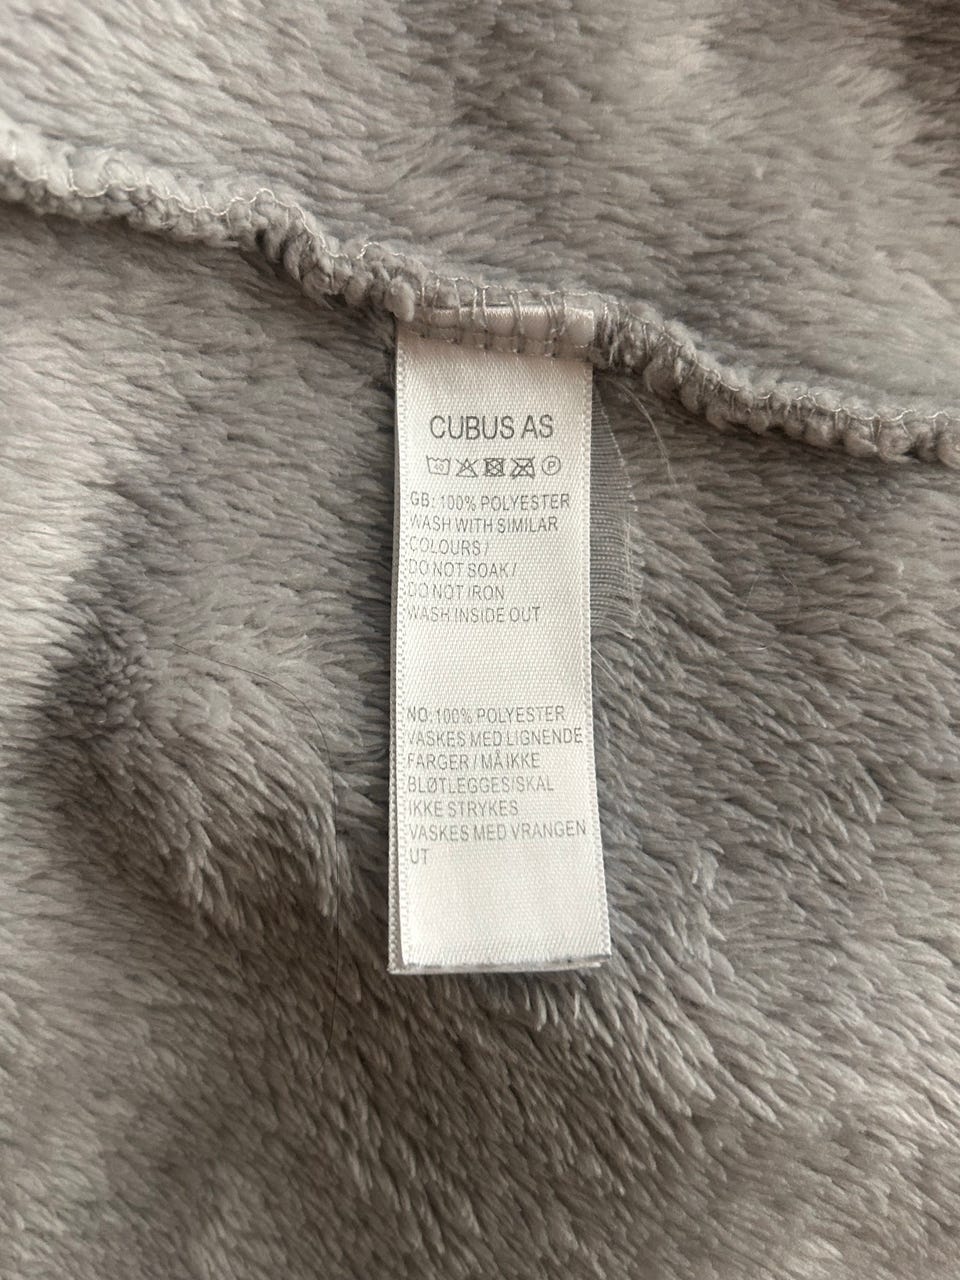 CUBUS AS
40 P
GB: 100% POLYESTER
WASH WITH SIMILAR
COLOURS /
DO NOT SOAK /
DO NOT IRON
WASH INSIDE OUT
NO: 100% POLYESTER
VASKES MED LIGNENDE
FARGER / MÅ IKKE
BLØTLEGGES/SKAL
IKKE STRYKES
VASKES MED VRANGEN
UT